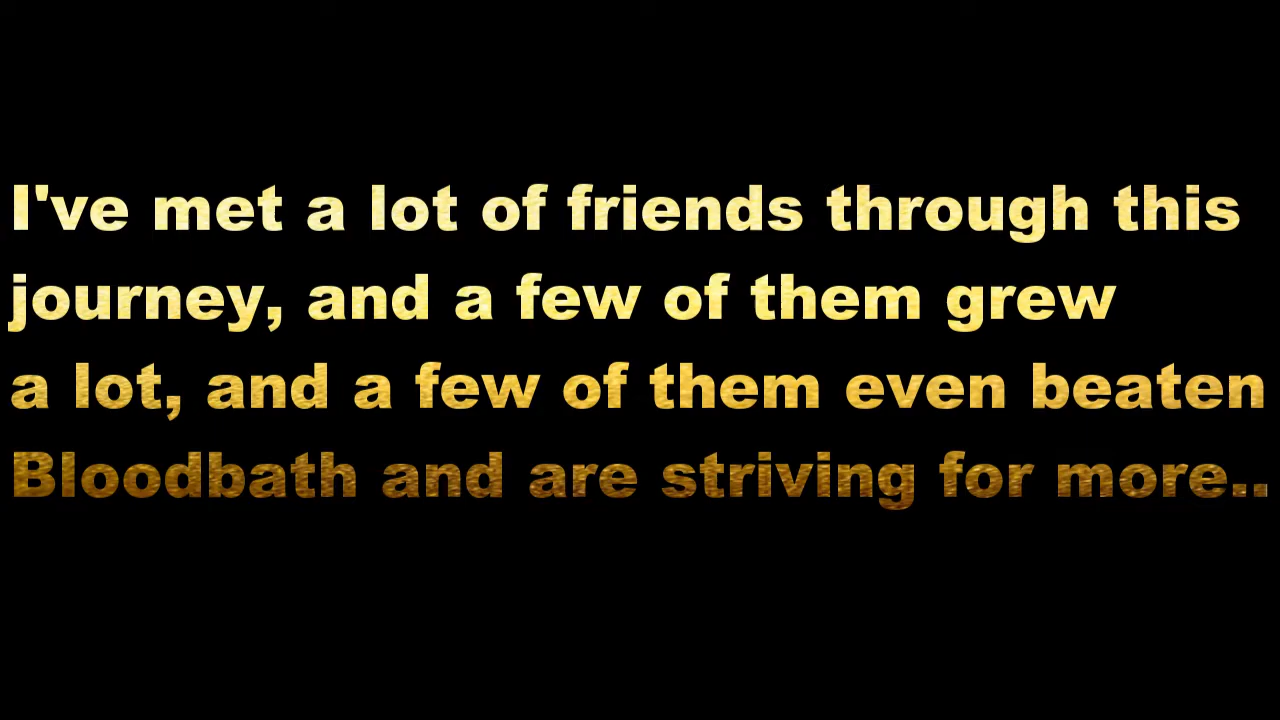 I've met a lot of friends through this
journey, and a few of them grew
a lot, and a few of them even beaten
Bloodbath and are striving for more..